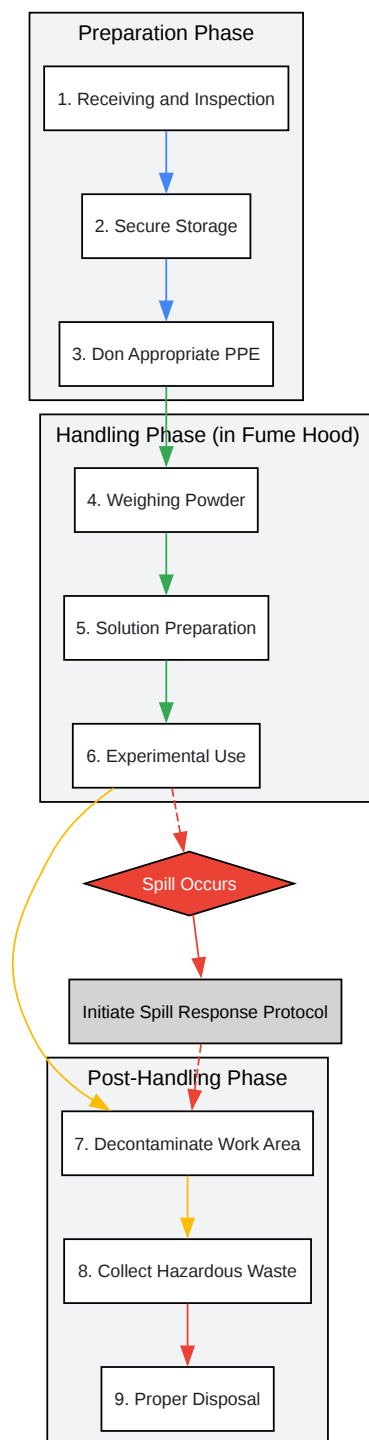 Preparation Phase
1. Receiving and Inspection
2. Secure Storage
3. Don Appropriate PPE
Handling Phase (in Fume Hood)
4. Weighing Powder
5. Solution Preparation
6. Experimental Use
Spill Occurs
Initiate Spill Response Protocol
Post-Handling Phase
7. Decontaminate Work Area
8. Collect Hazardous Waste
9. Proper Disposal